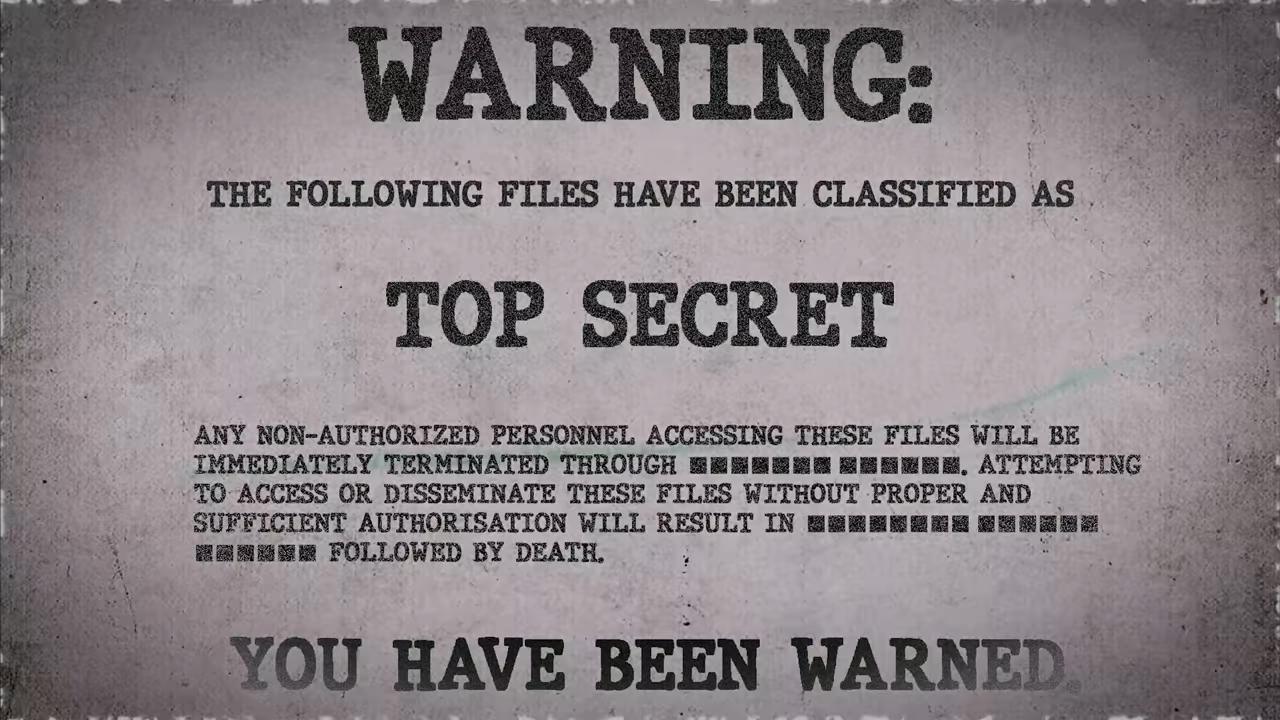 WARNING:
THE FOLLOWING FILES HAVE BEEN CLASSIFIED AS
TOP SECRET
ANY NON-AUTHORIZED PERSONNEL ACCESSING THESE FILES WILL BE
IMMEDIATELY TERMINATED THROUGH ■■■■■■■ ■■■■■■. ATTEMPTING
TO ACCESS OR DISSEMINATE THESE FILES WITHOUT PROPER AND
SUFFICIENT AUTHORISATION WILL RESULT IN ■■■■■■■■ ■■■■■■
■■■■■■ FOLLOWED BY DEATH.
YOU HAVE BEEN WARNED.